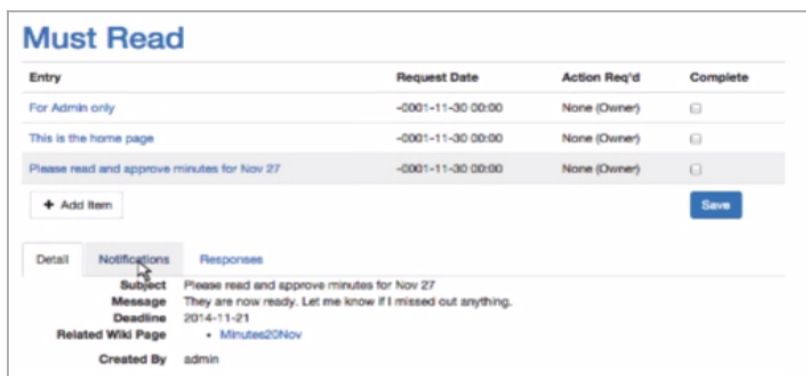 Must Read
Entry Request Date Action Req'd Complete
For Admin only -0001-11-30 00:00 None (Owner)
This is the home page -0001-11-30 00:00 None (Owner)
Please read and approve minutes for Nov 27 -0001-11-30 00:00 None (Owner)
+ Add Item Save
Detail Notifications Responses
Subject Please read and approve minutes for Nov 27
Message They are now ready. Let me know if I missed out anything.
Deadline 2014-11-21
Related Wiki Page • Minutes20Nov
Created By admin